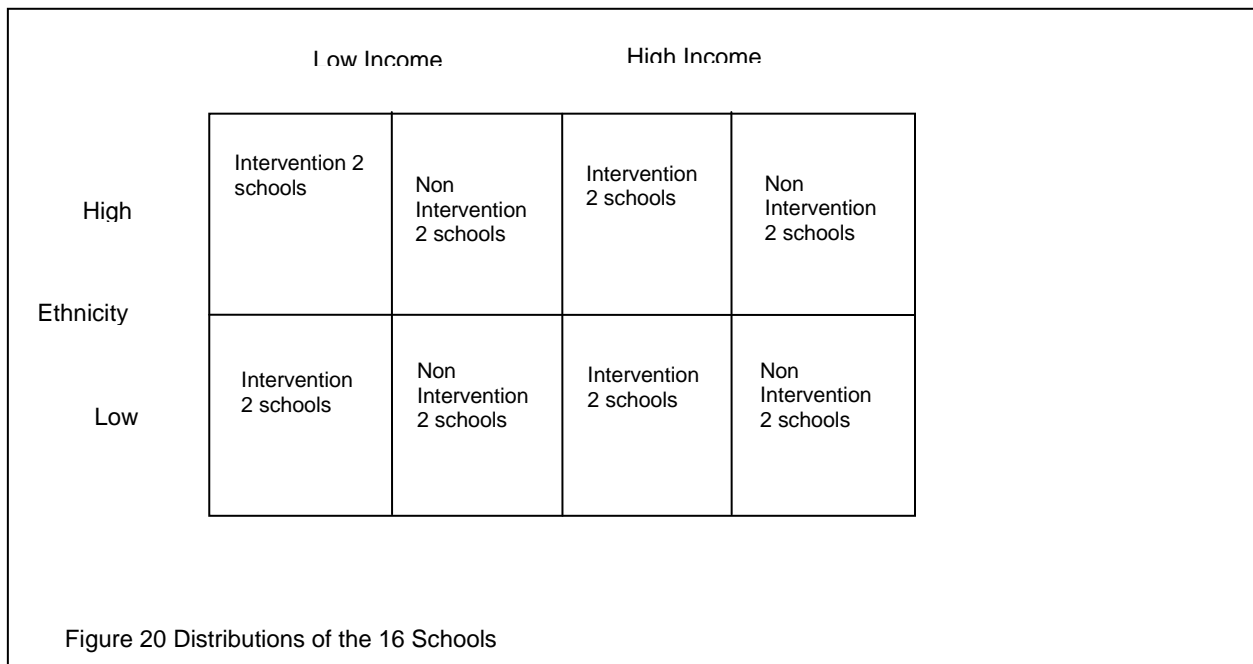 Low Income High Income
Intervention 2
schools
Non
Intervention
2 schools
Intervention
2 schools
Non
Intervention
2 schools
High
Ethnicity
Intervention
2 schools
Non
Intervention
2 schools
Intervention
2 schools
Non
Intervention
2 schools
Low
Figure 20 Distributions of the 16 Schools